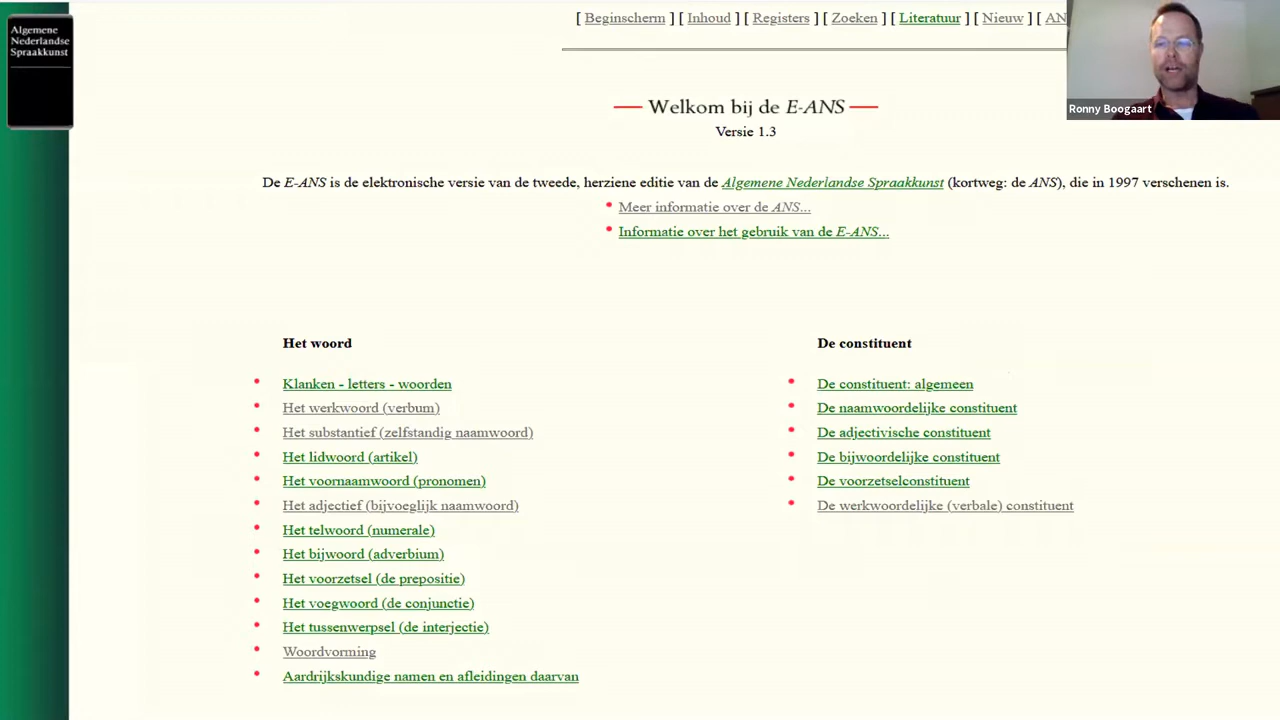 Algemene
Nederlandse
Spraakkunst
[ Beginscherm ] [ Inhoud ] [ Registers ] [ Zoeken ] [ Literatuur ] [ Nieuw ] [ AN
Ronny Boogaart
Welkom bij de E-ANS
Versie 1.3
De E-ANS is de elektronische versie van de tweede, herziene editie van de Algemene Nederlandse Spraakkunst (kortweg: de ANS), die in 1997 verschenen is.
• Meer informatie over de ANS...
• Informatie over het gebruik van de E-ANS...
Het woord
• Klanken - letters - woorden
• Het werkwoord (verbum)
• Het substantief (zelfstandig naamwoord)
• Het lidwoord (artikel)
• Het voornaamwoord (pronomen)
• Het adjectief (bijvoeglijk naamwoord)
• Het telwoord (numerale)
• Het bijwoord (adverbium)
• Het voorzetsel (de prepositie)
• Het voegwoord (de conjunctie)
• Het tussenwerpsel (de interjectie)
• Woordvorming
• Aardrijkskundige namen en afleidingen daarvan
De constituent
• De constituent: algemeen
• De naamwoordelijke constituent
• De adjectivische constituent
• De bijwoordelijke constituent
• De voorzetselconstituent
• De werkwoordelijke (verbale) constituent